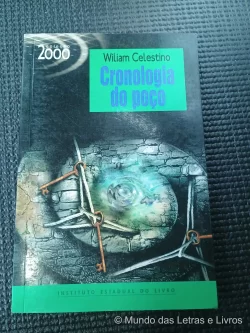 2000
Wiliam Celestino
Cronologia
do poço
INSTITUTO ESTADUAL DO LIVRO
© Mundo das Letras e Livros